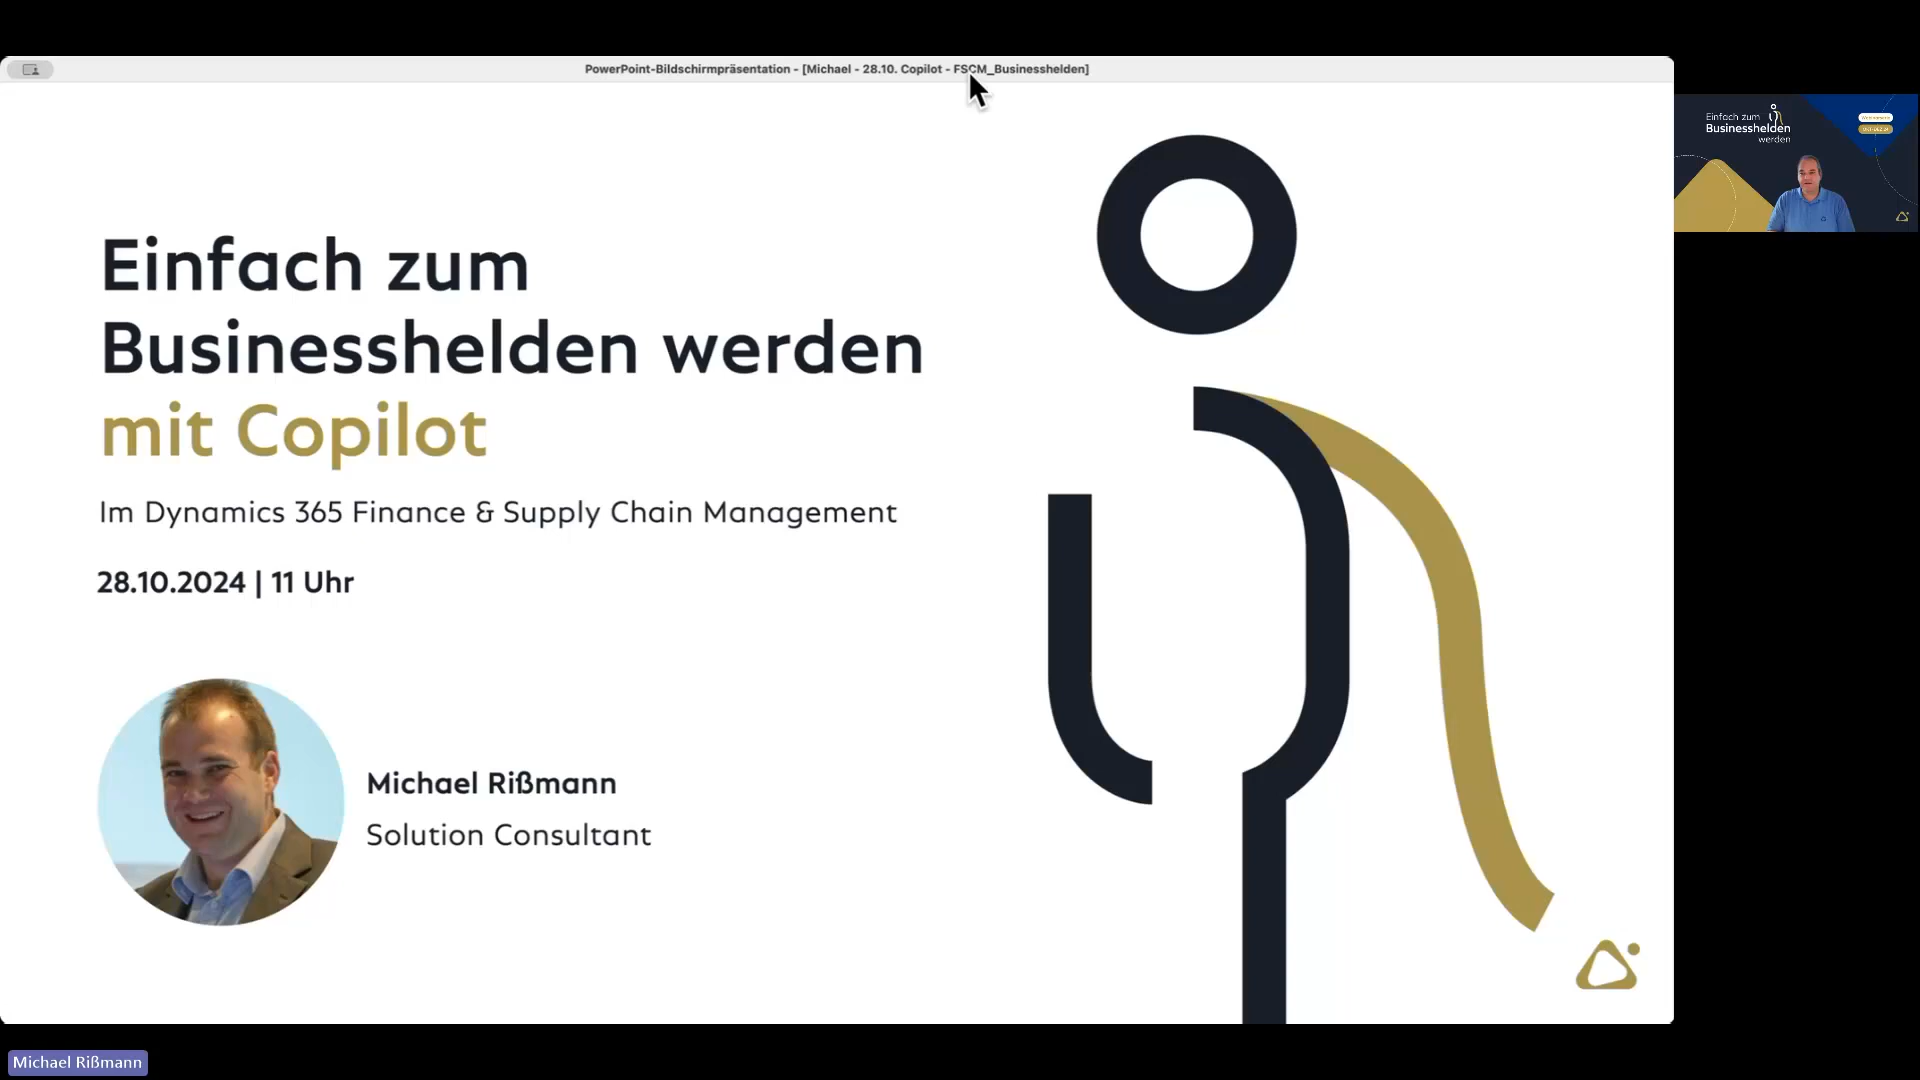 PowerPoint-Bildschirmpräsentation - [Michael - 28.10. Copilot - FSCM_Businesshelden]
Einfach zum
Businesshelden werden
mit Copilot
Im Dynamics 365 Finance & Supply Chain Management
28.10.2024 | 11 Uhr
Michael Rißmann
Solution Consultant
Einfach zum
Businesshelden
werden
Michael Rißmann